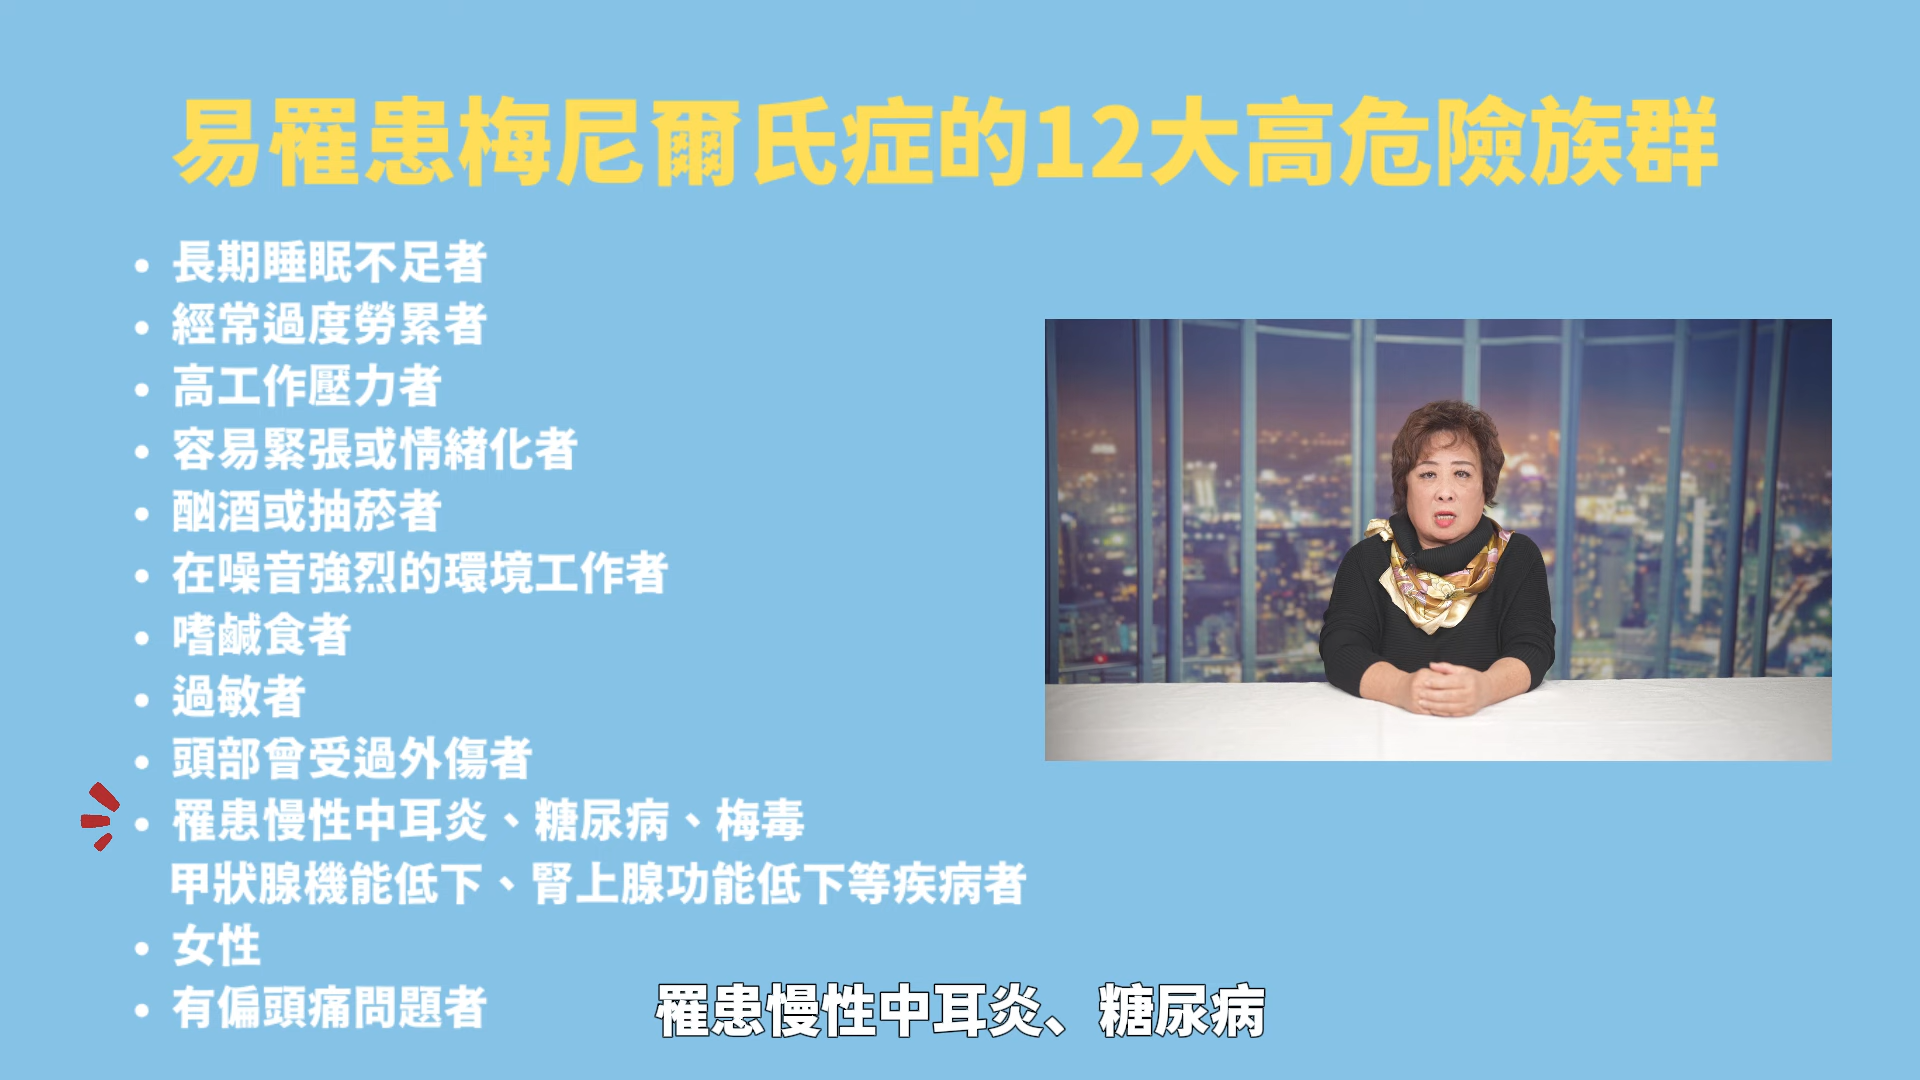 易罹患梅尼爾氏症的12大高危險族群
• 長期睡眠不足者
• 經常過度勞累者
• 高工作壓力者
• 容易緊張或情緒化者
• 酗酒或抽菸者
• 在噪音強烈的環境工作者
• 嗜鹹食者
• 過敏者
• 頭部曾受過外傷者
• 罹患慢性中耳炎、糖尿病、梅毒
甲狀腺機能低下、腎上腺功能低下等疾病者
• 女性
• 有偏頭痛問題者
罹患慢性中耳炎、糖尿病